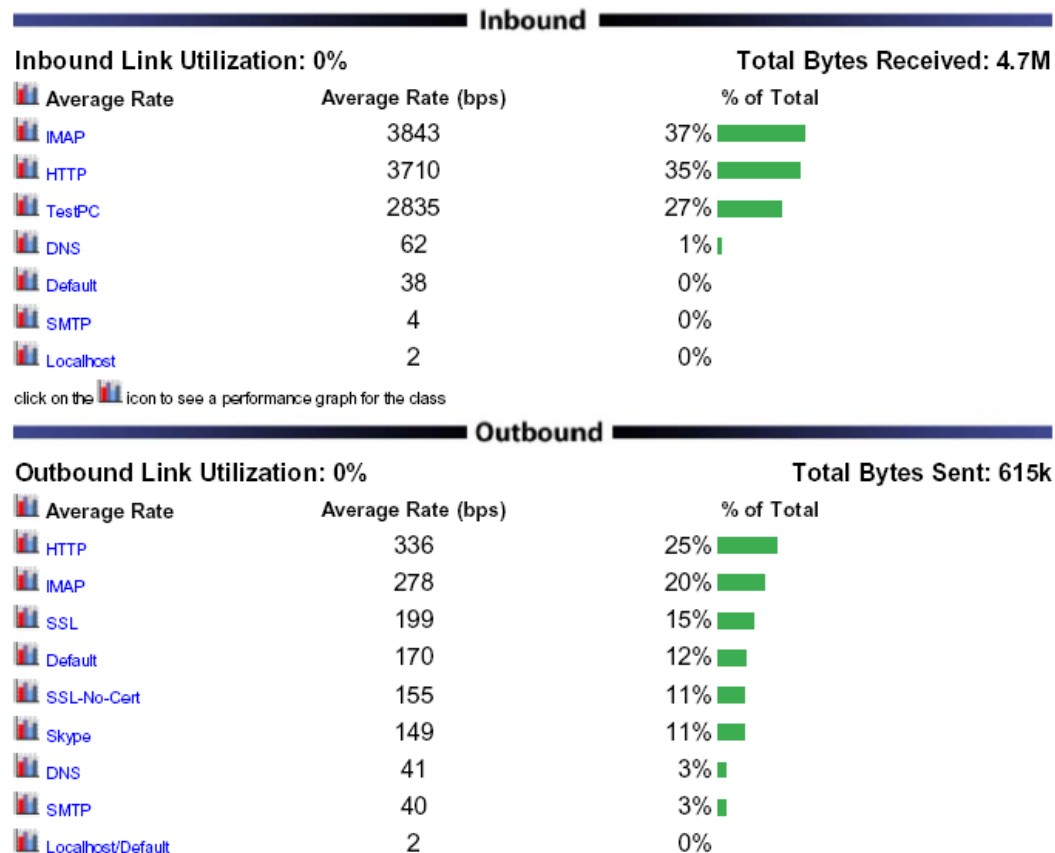 Inbound
Inbound Link Utilization: 0% Total Bytes Received: 4.7M
Average Rate Average Rate (bps) % of Total
IMAP 3843 37%
HTTP 3710 35%
TestPC 2835 27%
DNS 62 1%
Default 38 0%
SMTP 4 0%
Localhost 2 0%
click on the icon to see a performance graph for the class
Outbound
Outbound Link Utilization: 0% Total Bytes Sent: 615k
Average Rate Average Rate (bps) % of Total
HTTP 336 25%
IMAP 278 20%
SSL 199 15%
Default 170 12%
SSL-No-Cert 155 11%
Skype 149 11%
DNS 41 3%
SMTP 40 3%
Localhost/Default 2 0%